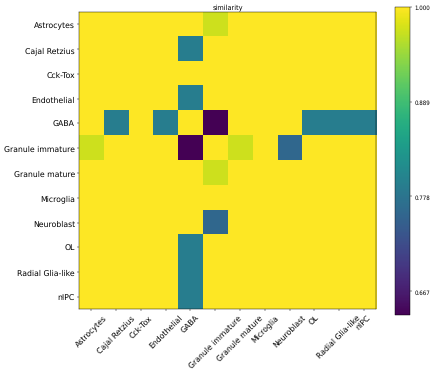 similarity
Astrocytes
Cajal Retzius
Cck-Tox
Endothelial
GABA
Granule immature
Granule mature
Microglia
Neuroblast
OL
Radial Glia-like
nIPC
Astrocytes
Cajal Retzius
Cck-Tox
Endothelial
GABA
Granule immature
Granule mature
Microglia
Neuroblast
OL
Radial Glia-like
nIPC
1.000
0.889
0.778
0.667